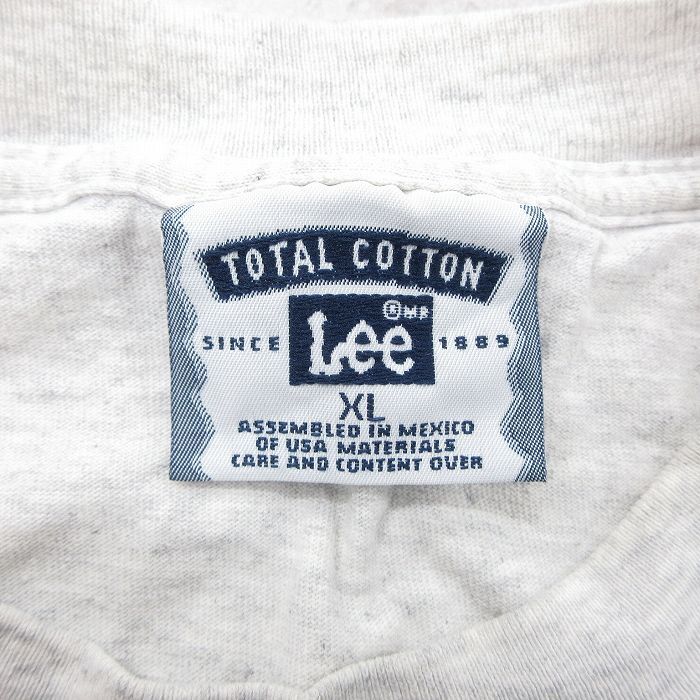 TOTAL COTTON
®MR
SINCE Lee 1889
XL
ASSEMBLED IN MEXICO
OF USA MATERIALS
CARE AND CONTENT OVER